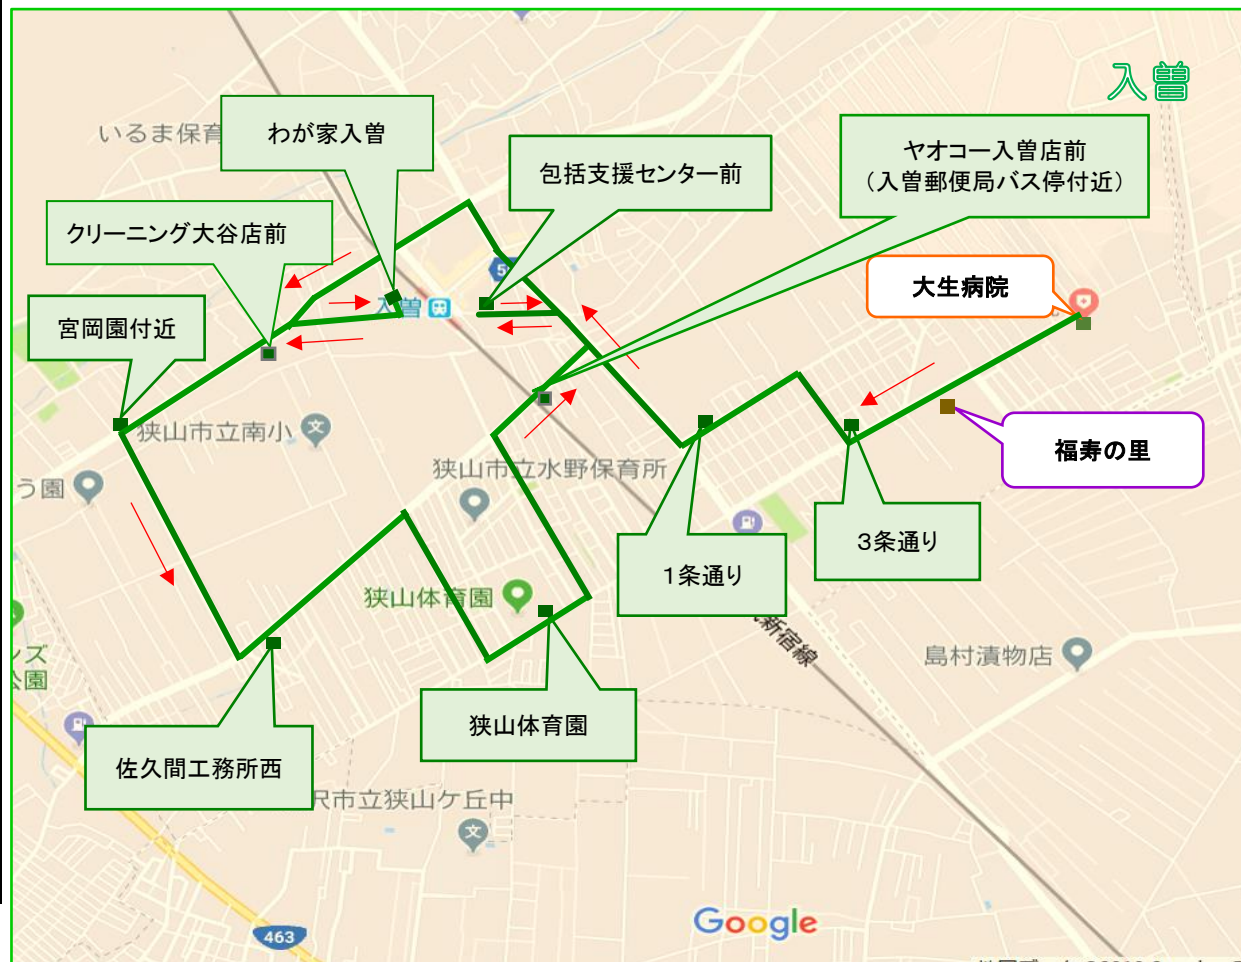 入曽
いるま保育
わが家入曽
包括支援センター前
ヤオコー入曽店前
（入曽郵便局バス停付近）
クリーニング大谷店前
大生病院
入曽
宮岡園付近
狭山市立南小
福寿の里
う園
狭山市立水野保育所
3条通り
1条通り
狭山体育園
新宿線
島村漬物店
ンズ
公園
狭山体育園
佐久間工務所西
沢市立狭山ケ丘中
Google
463